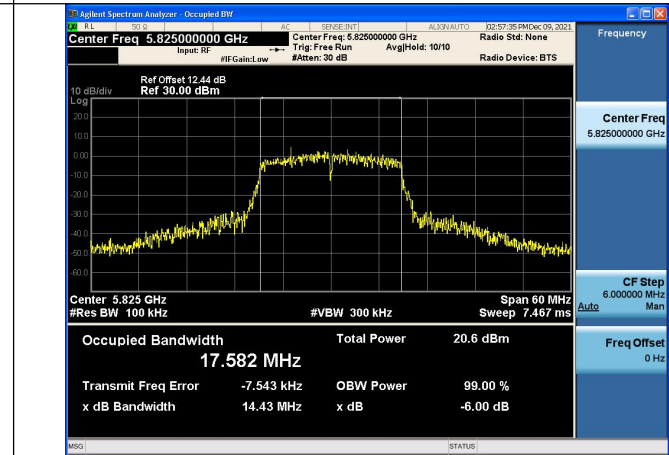 Agilent Spectrum Analyzer - Occupied BW
RL 50 Ω AC SENSE:INT ALIGN AUTO 02:57:35 PM Dec 09, 2021
Center Freq 5.825000000 GHz
Center Freq: 5.825000000 GHz
Radio Std: None
Input: RF
Trig: Free Run
Avg|Hold: 10/10
#IFGain:Low
#Atten: 30 dB
Radio Device: BTS
Frequency
Ref Offset 12.44 dB
10 dB/div
Ref 30.00 dBm
Log
20.0
10.0
0.00
-10.0
-20.0
-30.0
-40.0
-50.0
-60.0
Center Freq
5.825000000 GHz
Center 5.825 GHz
Span 60 MHz
#Res BW 100 kHz
#VBW 300 kHz
Sweep 7.467 ms
CF Step
6.000000 MHz
Auto Man
Occupied Bandwidth
17.582 MHz
Total Power 20.6 dBm
Freq Offset
0 Hz
Transmit Freq Error -7.543 kHz
OBW Power 99.00 %
x dB Bandwidth 14.43 MHz
x dB -6.00 dB
MSG
STATUS